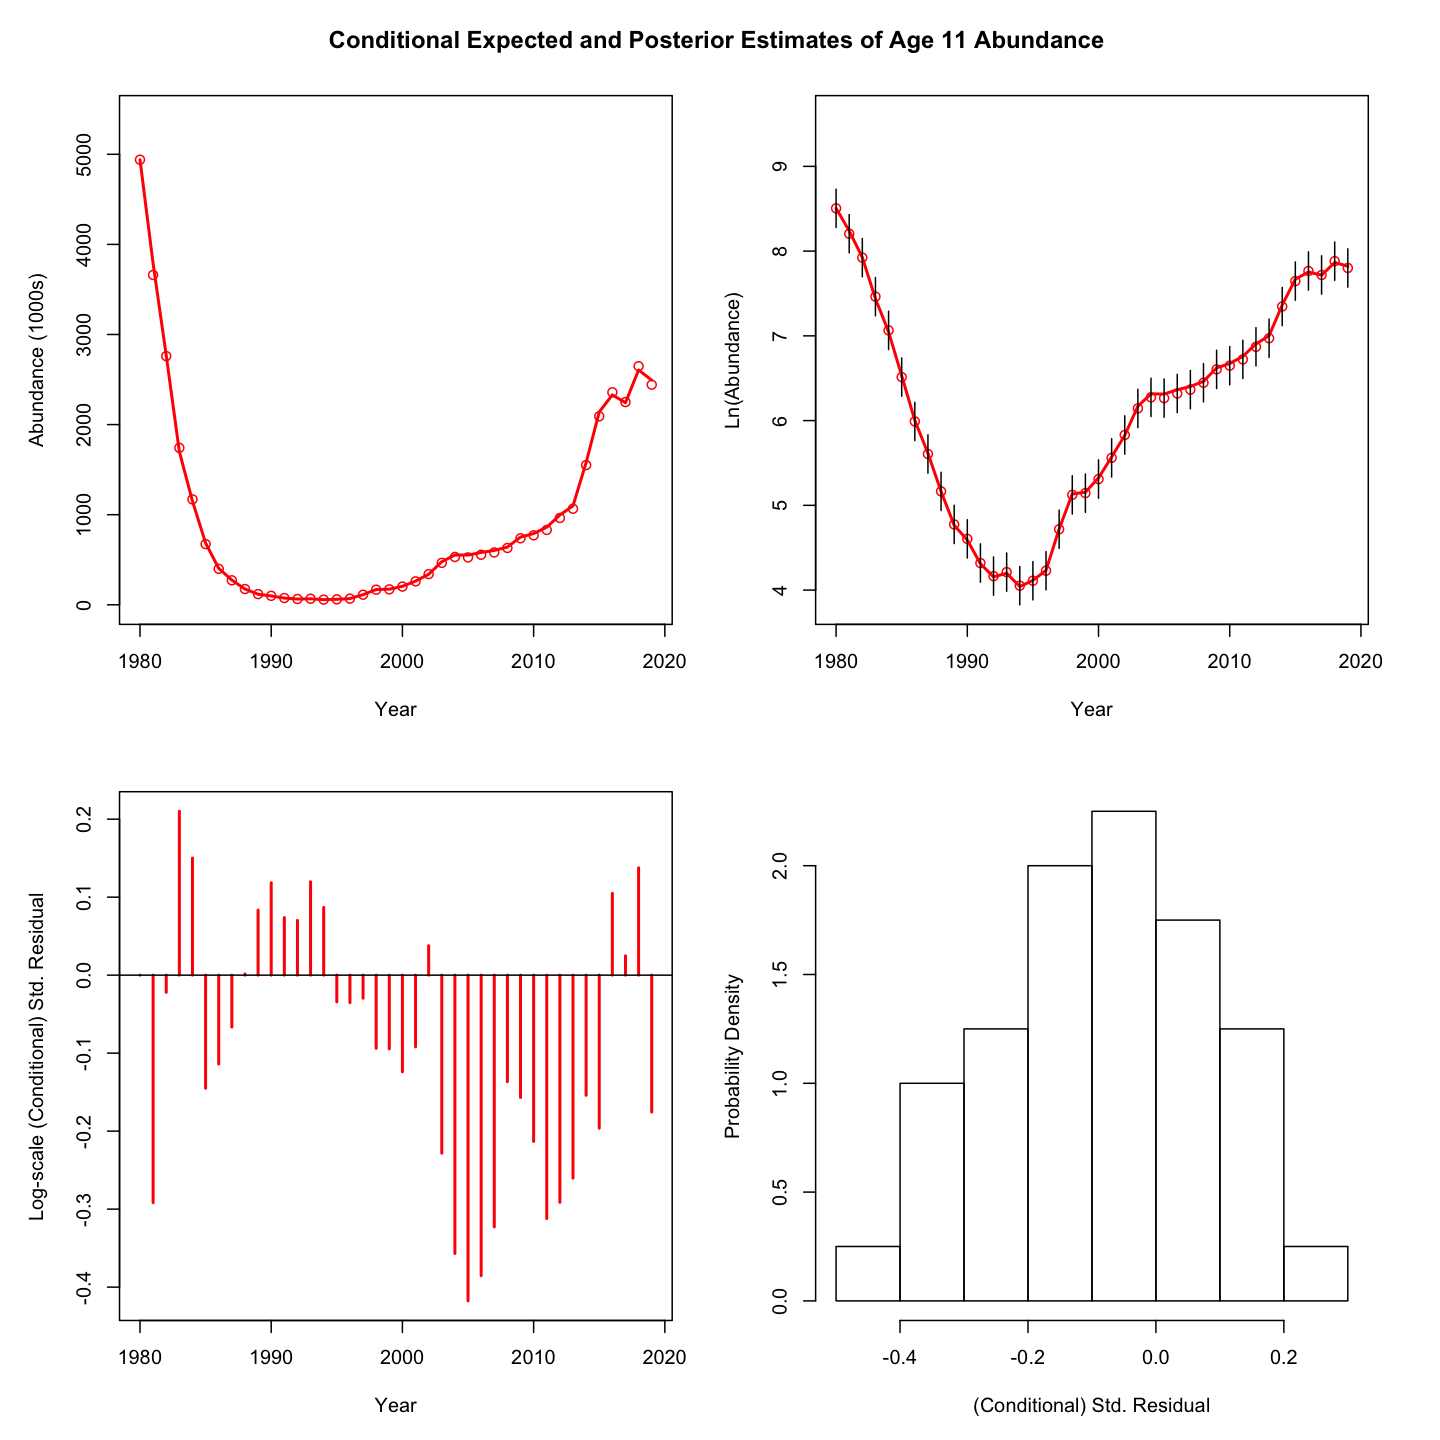 Conditional Expected and Posterior Estimates of Age 11 Abundance
Abundance (1000s)
5000
4000
3000
2000
1000
0
1980 1990 2000 2010 2020
Year
Ln(Abundance)
9
8
7
6
5
4
1980 1990 2000 2010 2020
Year
Log-scale (Conditional) Std. Residual
0.2
0.1
0.0
-0.1
-0.2
-0.3
-0.4
1980 1990 2000 2010 2020
Year
Probability Density
2.0
1.5
1.0
0.5
0.0
-0.4 -0.2 0.0 0.2
(Conditional) Std. Residual